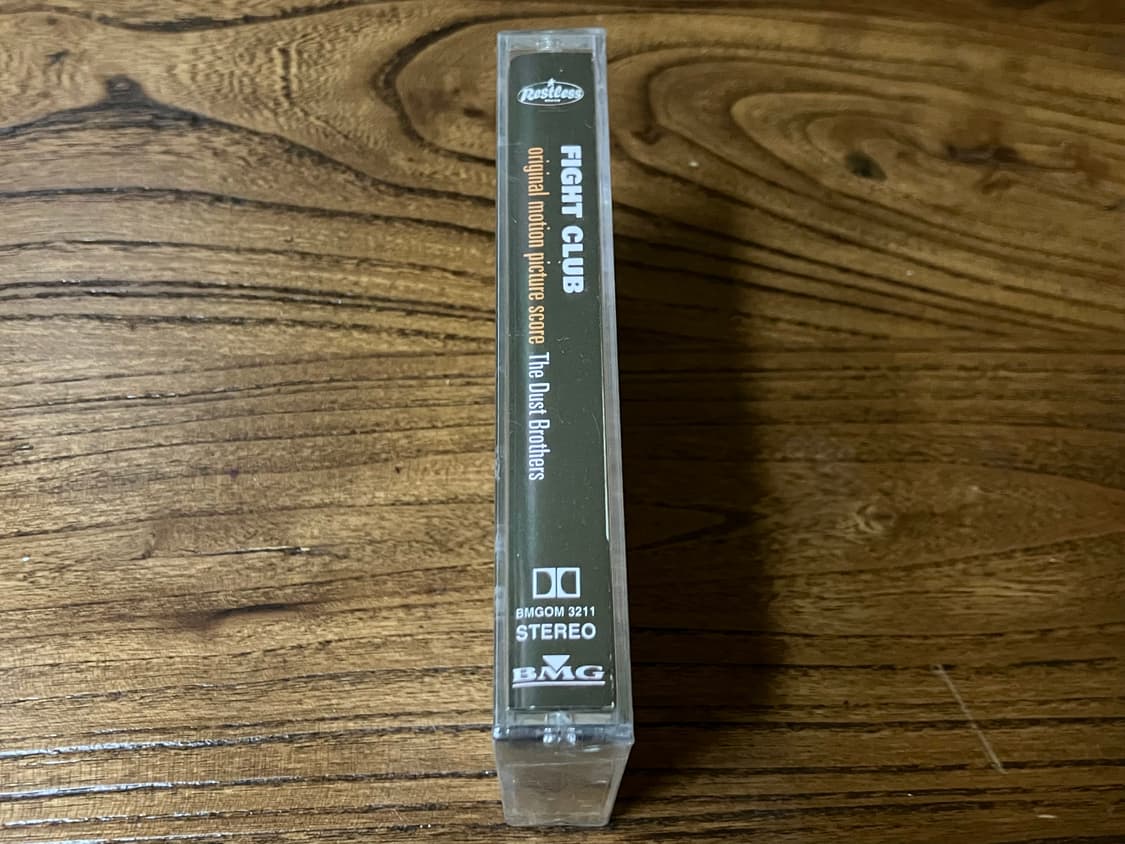 Restless
FIGHT CLUB
original motion picture score The Dust Brothers
BMGOM 3211
STEREO
BMG